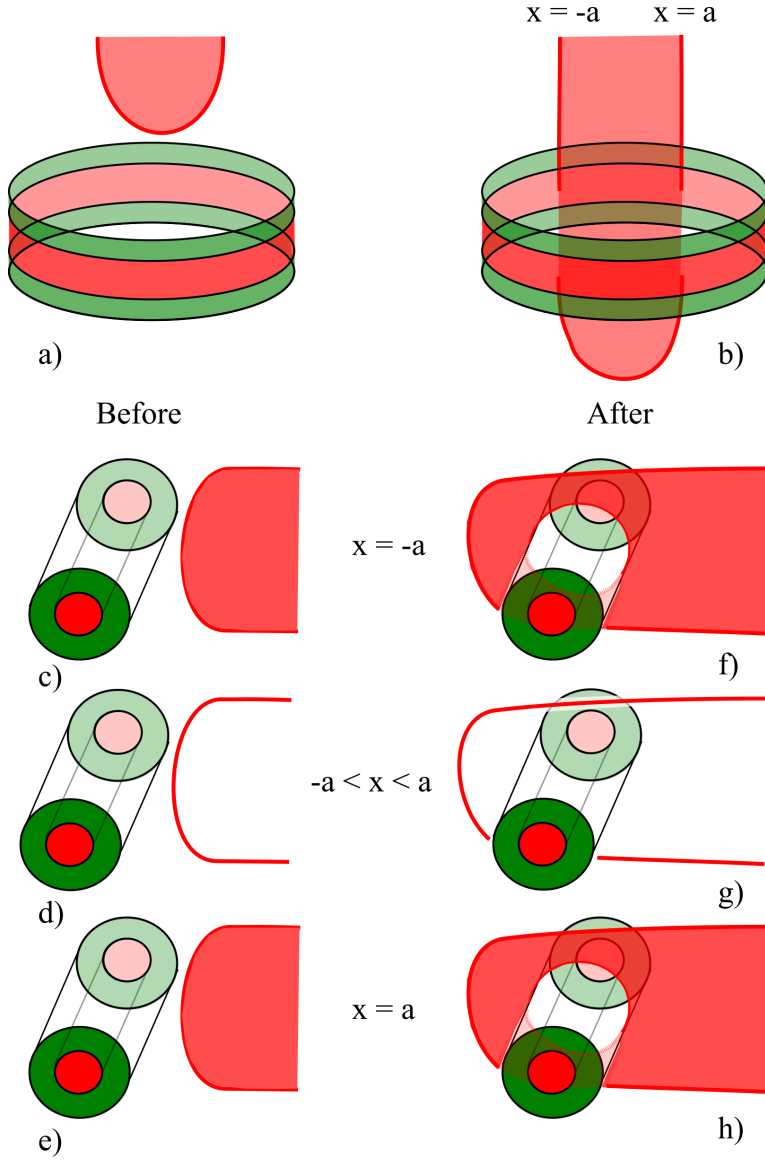 x = -a
x = a
a)
b)
Before
After
x = -a
c)
f)
-a < x < a
d)
g)
x = a
e)
h)